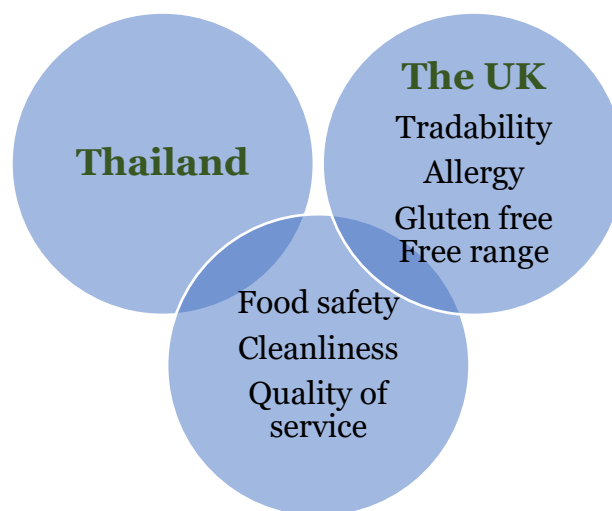 Thailand
The UK
Tradability
Allergy
Gluten free
Free range
Food safety
Cleanliness
Quality of
service